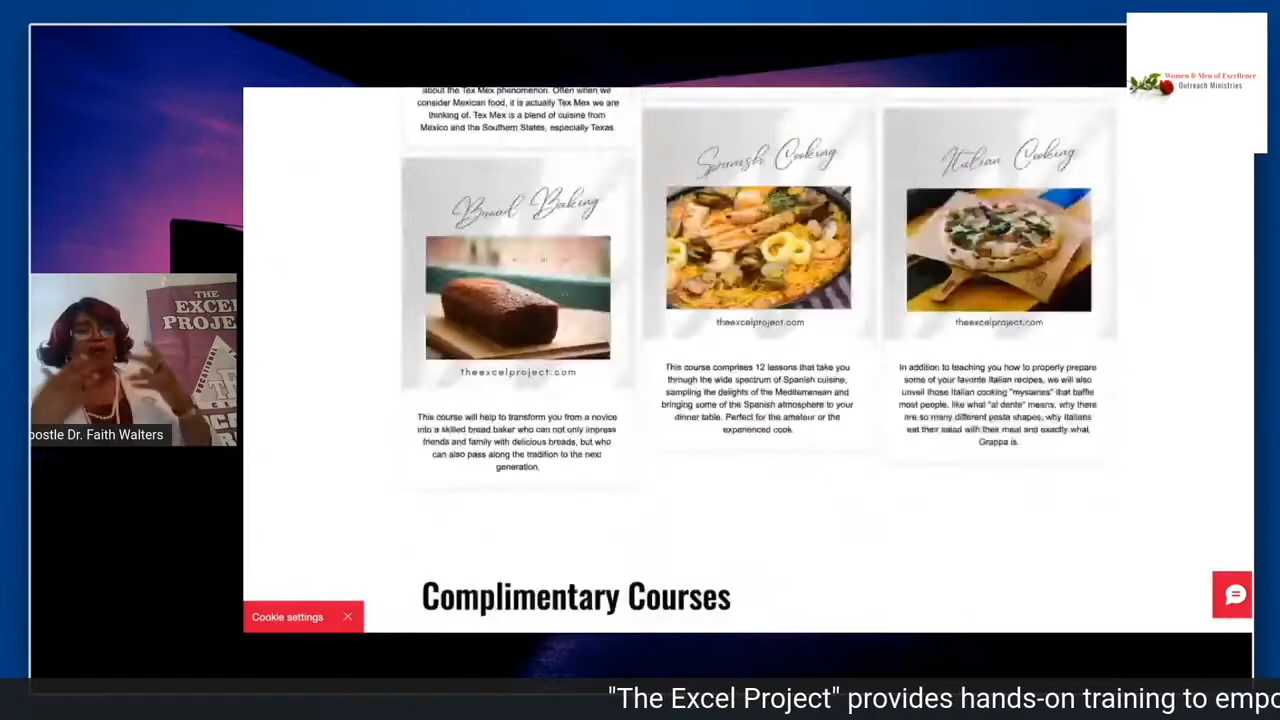 Women & Men of Excellence
Outreach Ministries
about the Tex Mex phenomenon. Often when we
consider Mexican food, it is actually Tex Mex we are
thinking of. Tex Mex is a blend of cuisine from
Mexico and the Southern States, especially Texas.
Bread Baking
theexcelproject.com
This course will help to transform you from a novice
into a skilled bread baker who can not only impress
friends and family with delicious breads, but who
can also pass along the tradition to the next
generation.
Spanish Cooking
theexcelproject.com
This course comprises 12 lessons that take you
through the wide spectrum of Spanish cuisine,
sampling the delights of the Mediterranean and
bringing some of the Spanish atmosphere to your
dinner table. Perfect for the amateur or the
experienced cook.
Italian Cooking
theexcelproject.com
In addition to teaching you how to properly prepare
some of your favorite Italian recipes, we will also
unveil those Italian cooking "mysteries" that baffle
most people, like what "al dente" means, why there
are so many different pasta shapes, why Italians
eat their salad with their meal and exactly what
Grappa is.
THE
EXCEL
PROJE
postle Dr. Faith Walters
Complimentary Courses
Cookie settings
"The Excel Project" provides hands-on training to empo